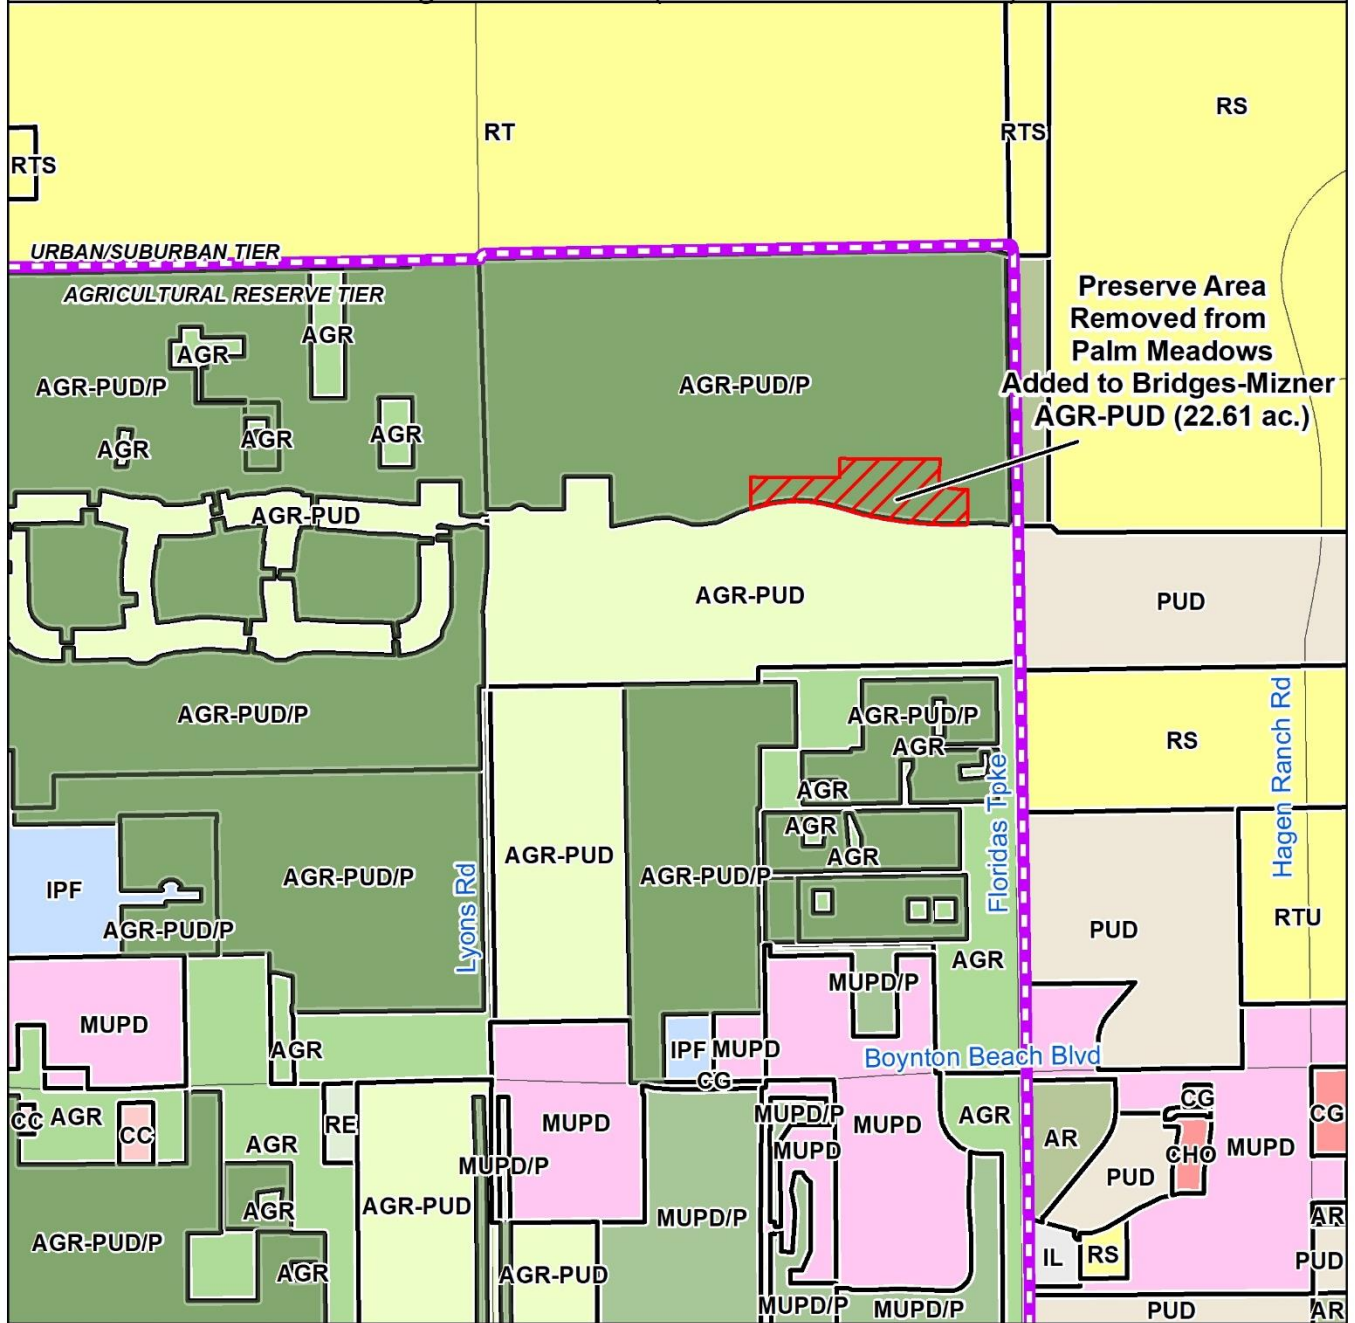 RS
RT
RTS
RTS
URBAN/SUBURBAN TIER
AGRICULTURAL RESERVE TIER
Preserve Area
Removed from
Palm Meadows
Added to Bridges-Mizner
AGR-PUD (22.61 ac.)
AGR
AGR
AGR-PUD/P
AGR-PUD/P
AGR
AGR
AGR
AGR-PUD
AGR-PUD
PUD
AGR-PUD/P
AGR-PUD/P
AGR
RS
Hagen Ranch Rd
Floridas Tpke
AGR
AGR
AGR
AGR-PUD
AGR-PUD/P
AGR-PUD/P
IPF
Lyons Rd
AGR-PUD/P
RTU
PUD
AGR
MUPD/P
MUPD
AGR
IPF
MUPD
Boynton Beach Blvd
CG
CC
AGR
CC
RE
AGR
MUPD
MUPD/P
MUPD
MUPD
AGR
AR
CG
CG
CHO
MUPD
MUPD/P
PUD
AGR-PUD
AGR
MUPD/P
AR
AGR-PUD/P
AGR
AGR-PUD
IL
RS
PUD
MUPD/P
MUPD/P
PUD
AR